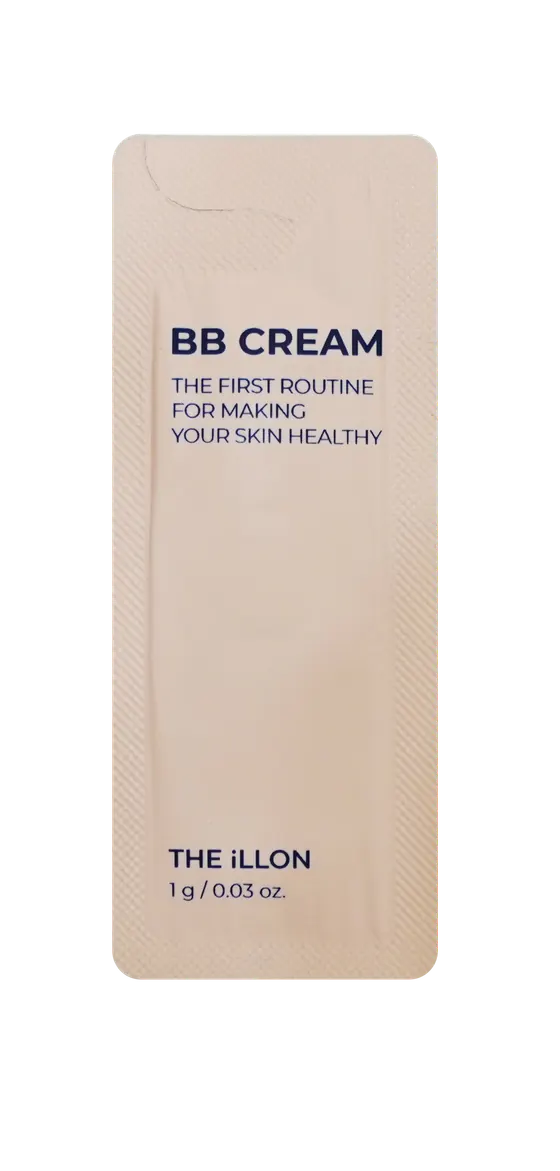 BB CREAM
THE FIRST ROUTINE
FOR MAKING
YOUR SKIN HEALTHY
THE iLLON
1 g / 0.03 oz.